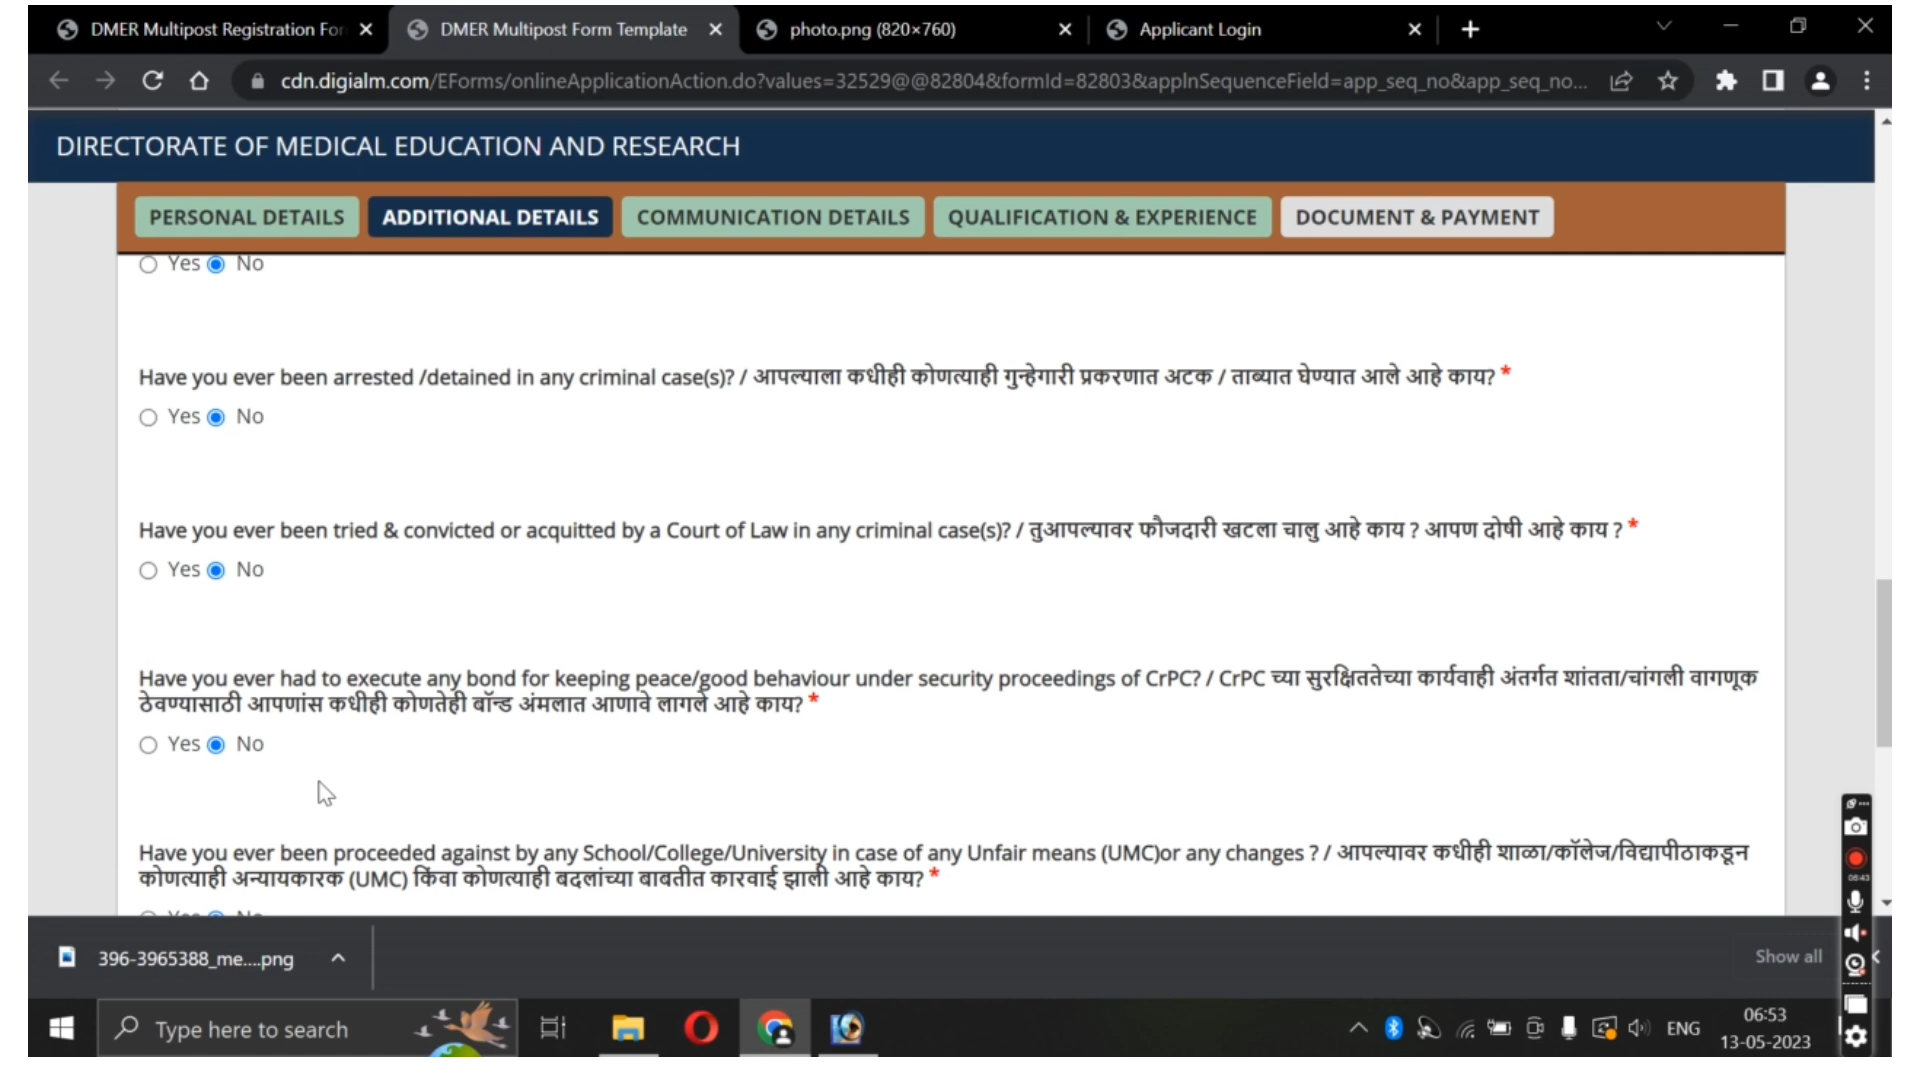 DMER Multipost Registration For
DMER Multipost Form Template
photo.png (820×760)
Applicant Login
cdn.digialm.com/EForms/onlineApplicationAction.do?values=32529@@82804&formId=82803&applnSequenceField=app_seq_no&app_seq_no...
DIRECTORATE OF MEDICAL EDUCATION AND RESEARCH
PERSONAL DETAILS
ADDITIONAL DETAILS
COMMUNICATION DETAILS
QUALIFICATION & EXPERIENCE
DOCUMENT & PAYMENT
Yes No
Have you ever been arrested /detained in any criminal case(s)? / आपल्याला कधीही कोणत्याही गुन्हेगारी प्रकरणात अटक / ताब्यात घेण्यात आले आहे काय? *
Yes No
Have you ever been tried & convicted or acquitted by a Court of Law in any criminal case(s)? / तुआपल्यावर फौजदारी खटला चालु आहे काय ? आपण दोषी आहे काय ? *
Yes No
Have you ever had to execute any bond for keeping peace/good behaviour under security proceedings of CrPC? / CrPC च्या सुरक्षिततेच्या कार्यवाही अंतर्गत शांतता/चांगली वागणूक
ठेवण्यासाठी आपणांस कधीही कोणतेही बॉन्ड अंमलात आणावे लागले आहे काय? *
Yes No
Have you ever been proceeded against by any School/College/University in case of any Unfair means (UMC)or any changes ? / आपल्यावर कधीही शाळा/कॉलेज/विद्यापीठाकडून
कोणत्याही अन्यायकारक (UMC) किंवा कोणत्याही बदलांच्या बाबतीत कारवाई झाली आहे काय? *
Yes No
396-3965388_me....png
Show all
06:43
Type here to search
ENG
06:53
13-05-2023